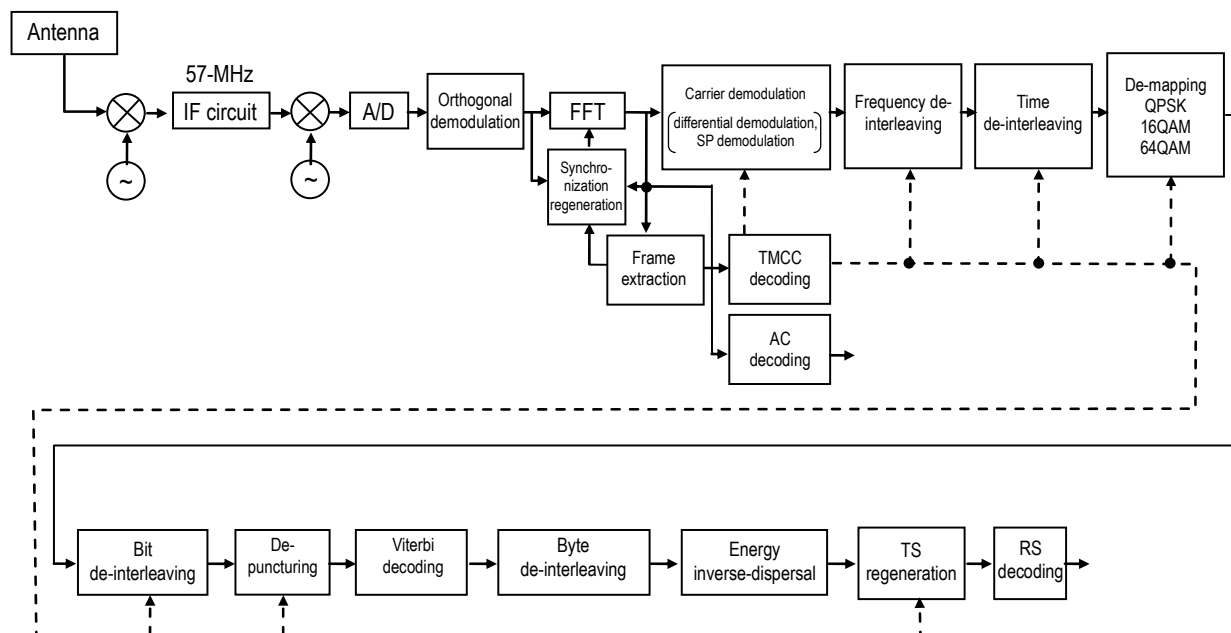 Antenna
57-MHz
IF circuit
~
~
A/D
Orthogonal
demodulation
FFT
Synchro-
nization
regeneration
Carrier demodulation
differential demodulation,
SP demodulation
Frequency de-
interleaving
Time
de-interleaving
De-mapping
QPSK
16QAM
64QAM
Frame
extraction
TMCC
decoding
AC
decoding
Bit
de-interleaving
De-
puncturing
Viterbi
decoding
Byte
de-interleaving
Energy
inverse-dispersal
TS
regeneration
RS
decoding